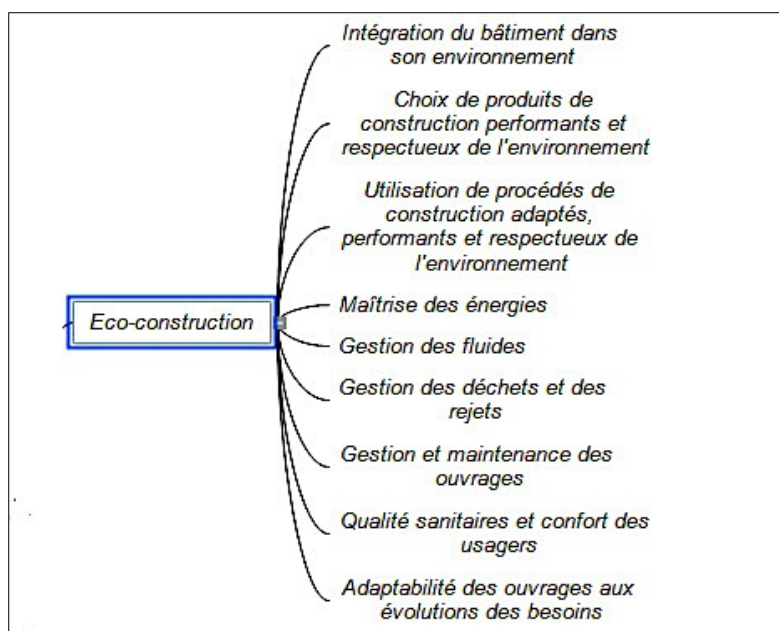 Intégration du bâtiment dans
son environnement
Choix de produits de
construction performants et
respectueux de l'environnement
Utilisation de procédés de
construction adaptés,
performants et respectueux de
l'environnement
Eco-construction
Maîtrise des énergies
Gestion des fluides
Gestion des déchets et des
rejets
Gestion et maintenance des
ouvrages
Qualité sanitaires et confort des
usagers
Adaptabilité des ouvrages aux
évolutions des besoins